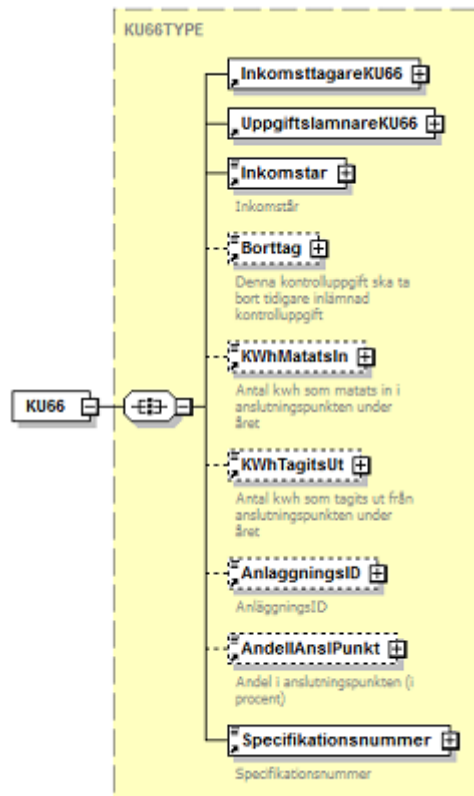 KU66TYPE
InkomsttagareKU66
UppgiftslamnareKU66
Inkomstar
Inkomstår
Borttag
Denna kontrolluppgift ska ta
bort tidigare inlämnad
kontrolluppgift
KWhMatatsIn
Antal kwh som matats in i
anslutningspunkten under
året
KU66
KWhTagitsUt
Antal kwh som tagits ut från
anslutningspunkten under
året
AnlaggningsID
AnläggningsID
AndelIAnslPunkt
Andel i anslutningspunkten (i
procent)
Specifikationsnummer
Specifikationsnummer